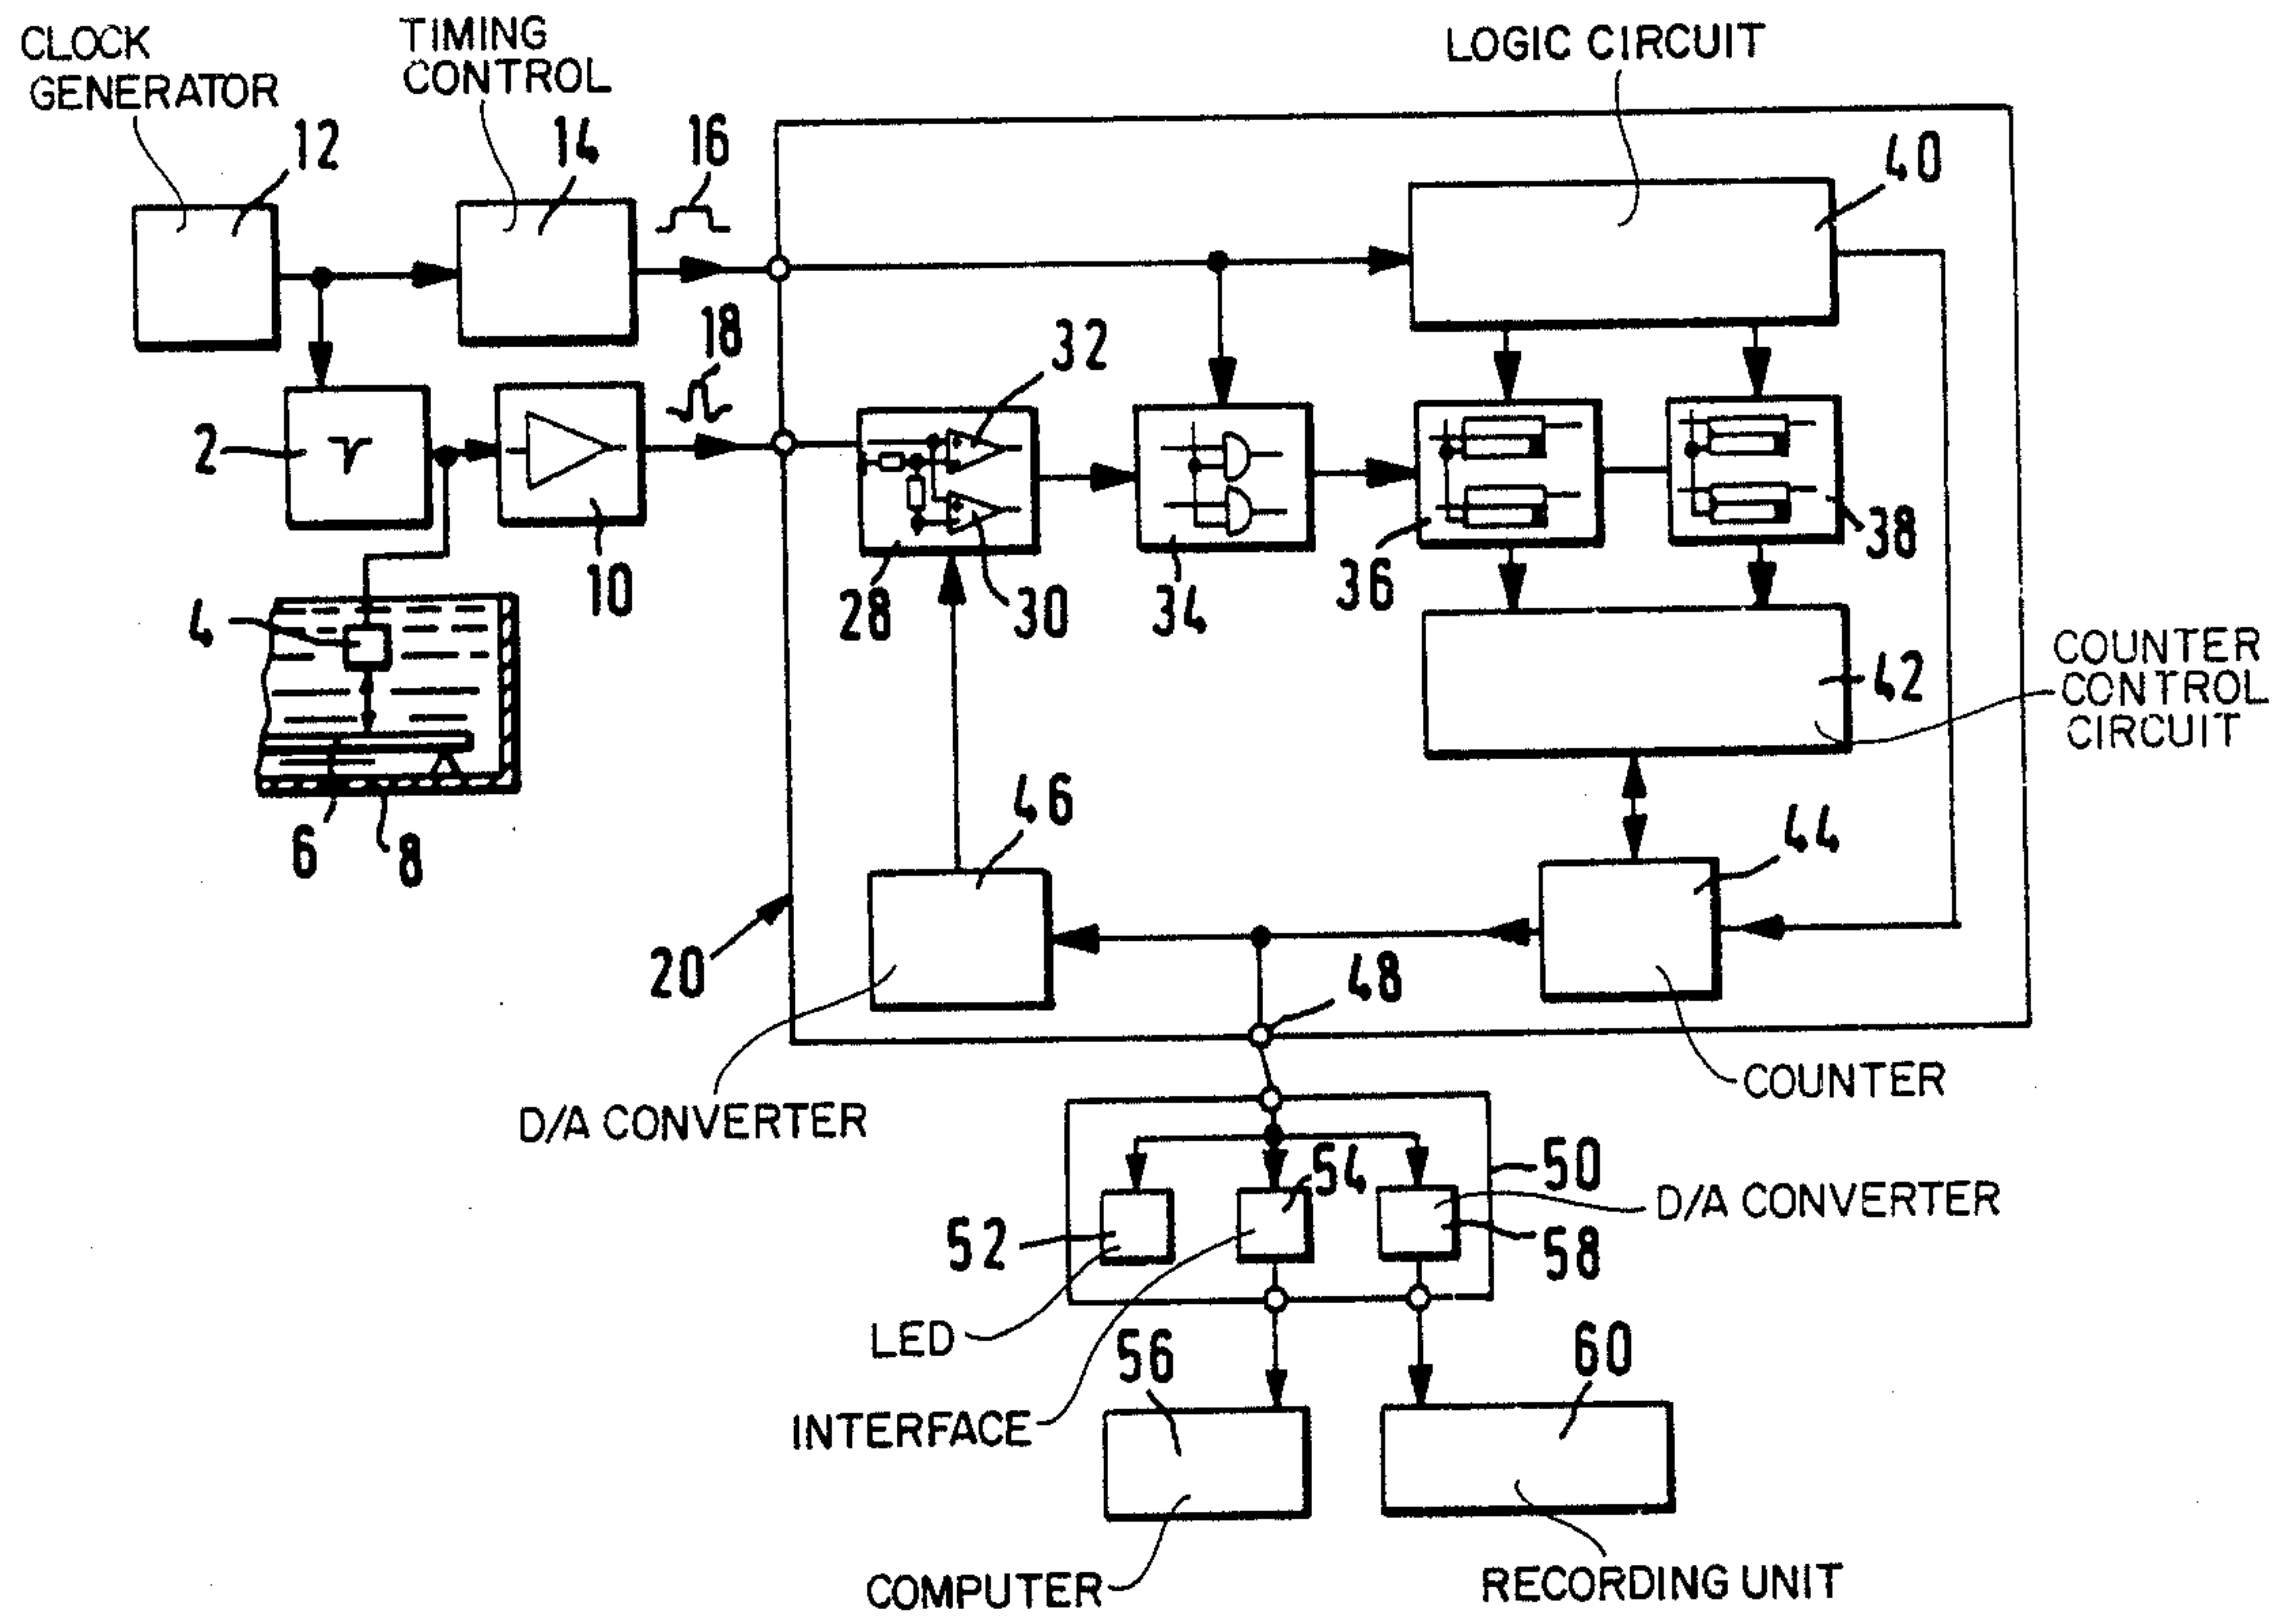 CLOCK
GENERATOR
TIMING
CONTROL
LOGIC CIRCUIT
12
14
16
40
18
32
2
10
28
30
34
36
38
4
6
8
42
COUNTER
CONTROL
CIRCUIT
46
44
20
48
D/A CONVERTER
COUNTER
54
50
52
D/A CONVERTER
58
LED
56
60
INTERFACE
COMPUTER
RECORDING UNIT